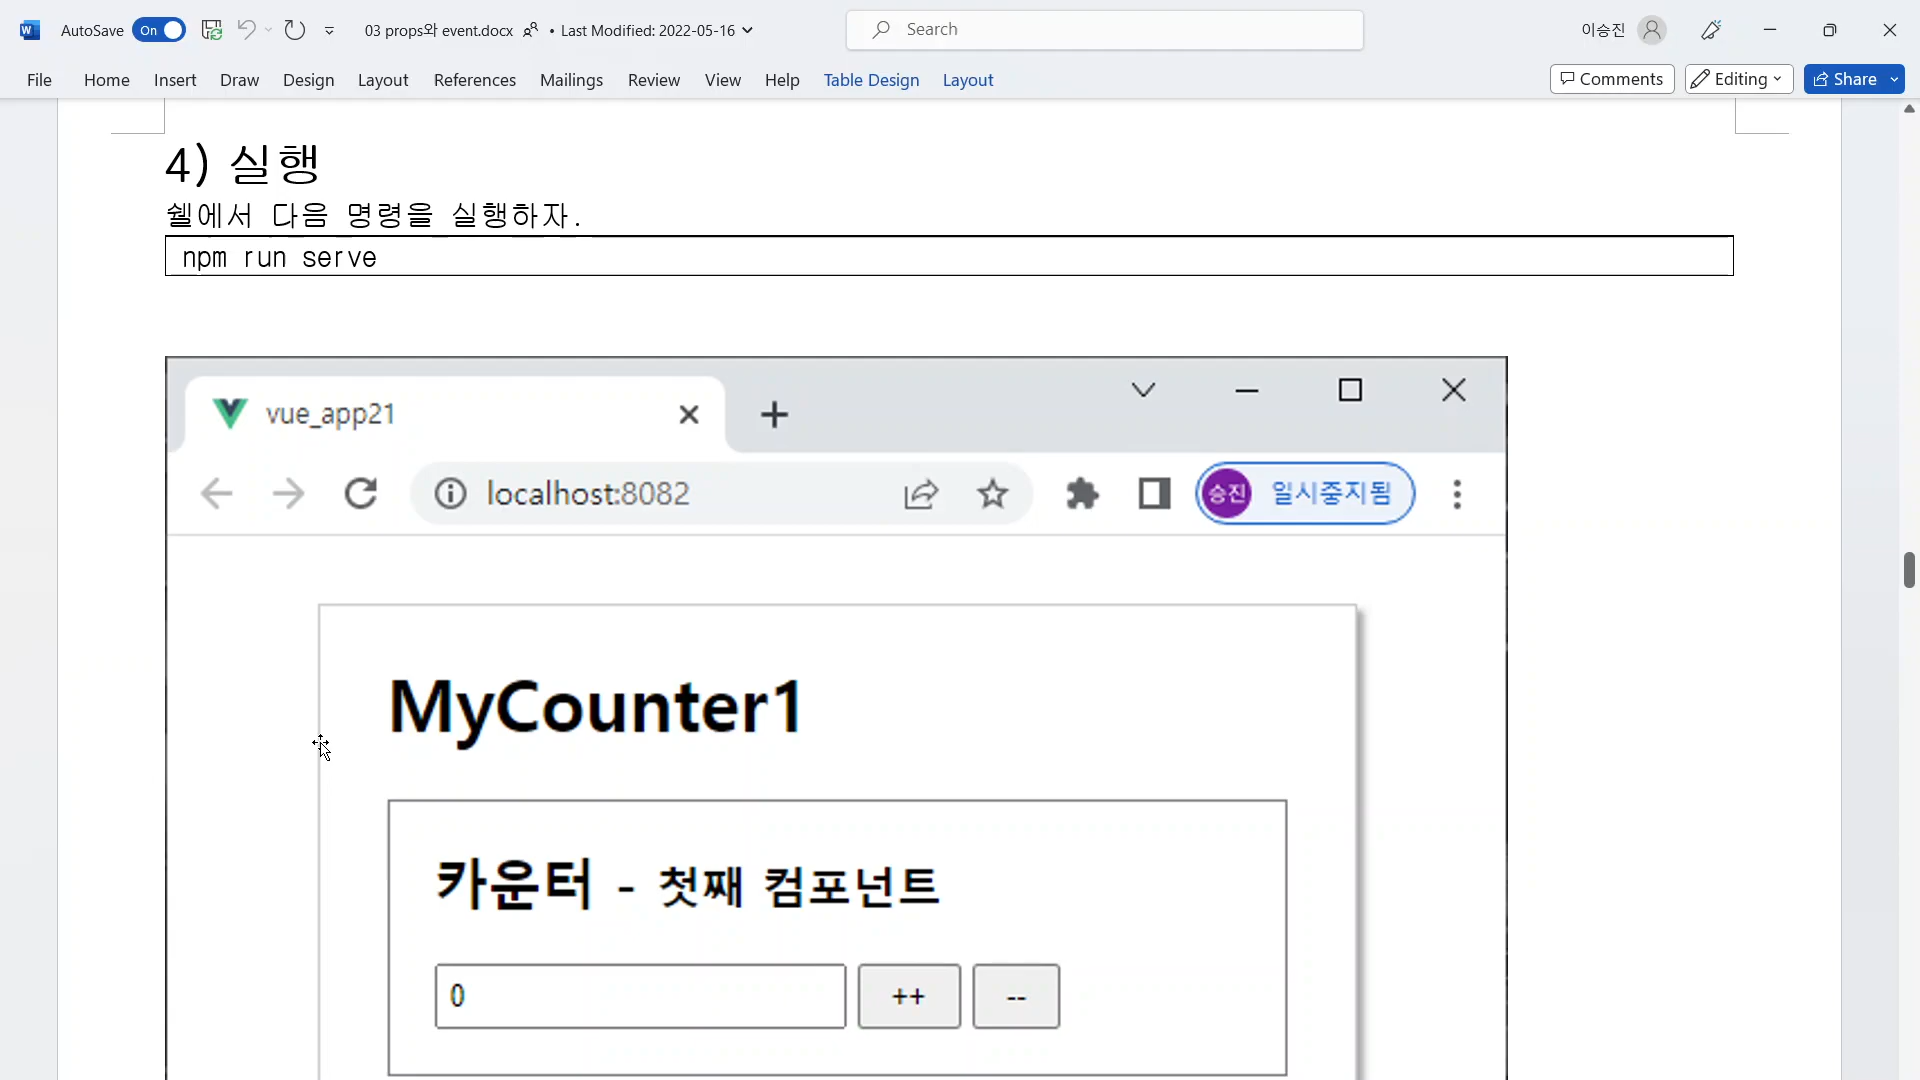 AutoSave On 03 props와 event.docx • Last Modified: 2022-05-16 Search 이승진
File Home Insert Draw Design Layout References Mailings Review View Help Table Design Layout Comments Editing Share
4) 실행
쉘에서 다음 명령을 실행하자.
npm run serve
vue_app21
localhost:8082 승진 일시중지됨
MyCounter1
카운터 - 첫째 컴포넌트
0 ++ --